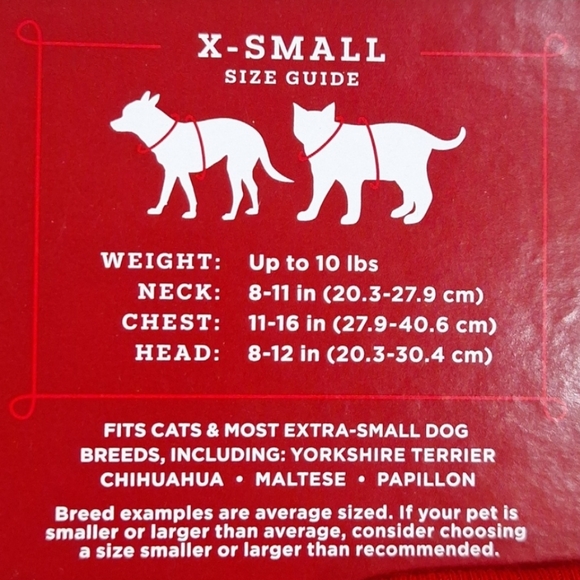 X-SMALL
SIZE GUIDE
WEIGHT: Up to 10 lbs
NECK: 8-11 in (20.3-27.9 cm)
CHEST: 11-16 in (27.9-40.6 cm)
HEAD: 8-12 in (20.3-30.4 cm)
FITS CATS & MOST EXTRA-SMALL DOG
BREEDS, INCLUDING: YORKSHIRE TERRIER
CHIHUAHUA • MALTESE • PAPILLON
Breed examples are average sized. If your pet is
smaller or larger than average, consider choosing
a size smaller or larger than recommended.